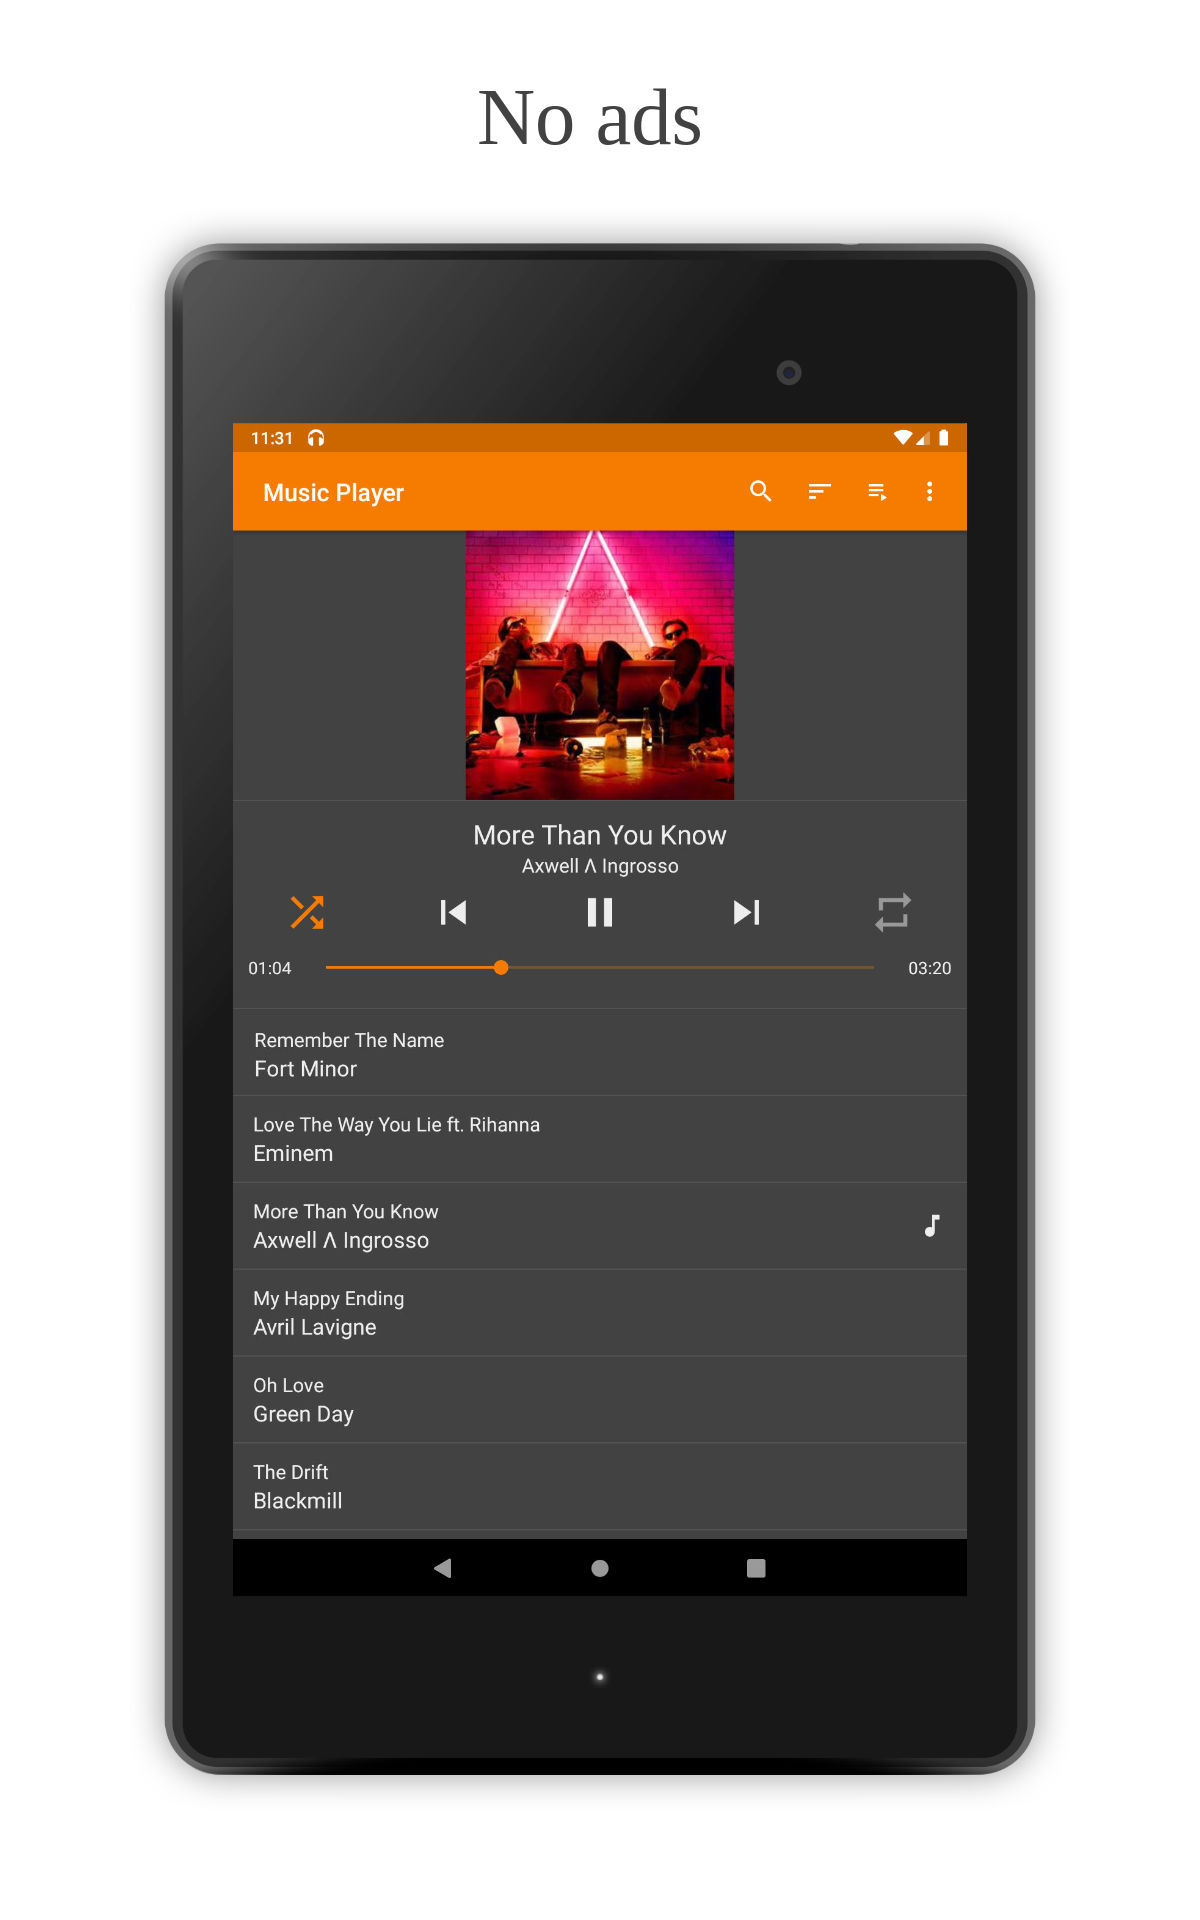 No ads
11:31
Music Player
More Than You Know
Axwell Λ Ingrosso
01:04
03:20
Remember The Name
Fort Minor
Love The Way You Lie ft. Rihanna
Eminem
More Than You Know
Axwell Λ Ingrosso
My Happy Ending
Avril Lavigne
Oh Love
Green Day
The Drift
Blackmill